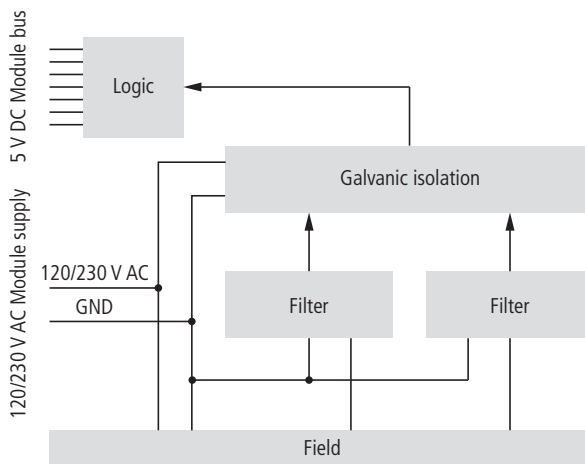 5 V DC Module bus
Logic
Galvanic isolation
120/230 V AC Module supply
120/230 V AC
GND
Filter
Filter
Field